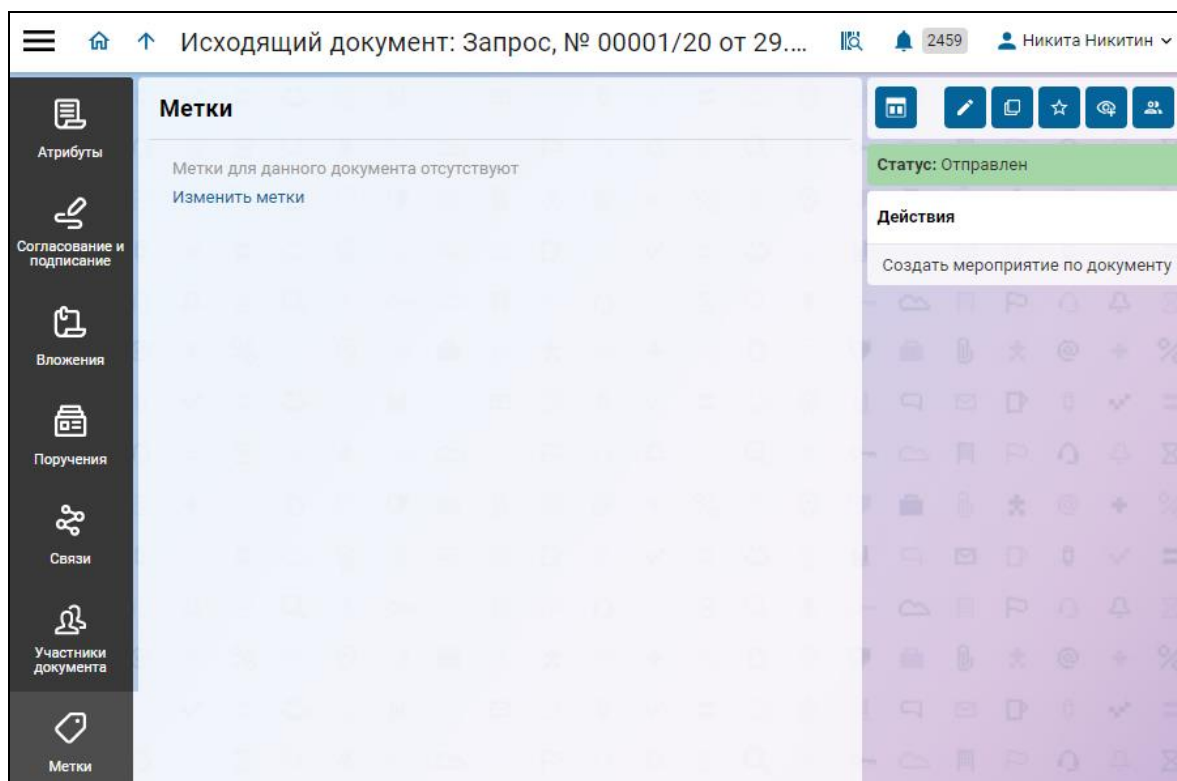 Исходящий документ: Запрос, № 00001/20 от 29....
2459
Никита Никитин
Атрибуты
Согласование и
подписание
Вложения
Поручения
Связи
Участники
документа
Метки
Метки
Метки для данного документа отсутствуют
Изменить метки
Статус: Отправлен
Действия
Создать мероприятие по документу